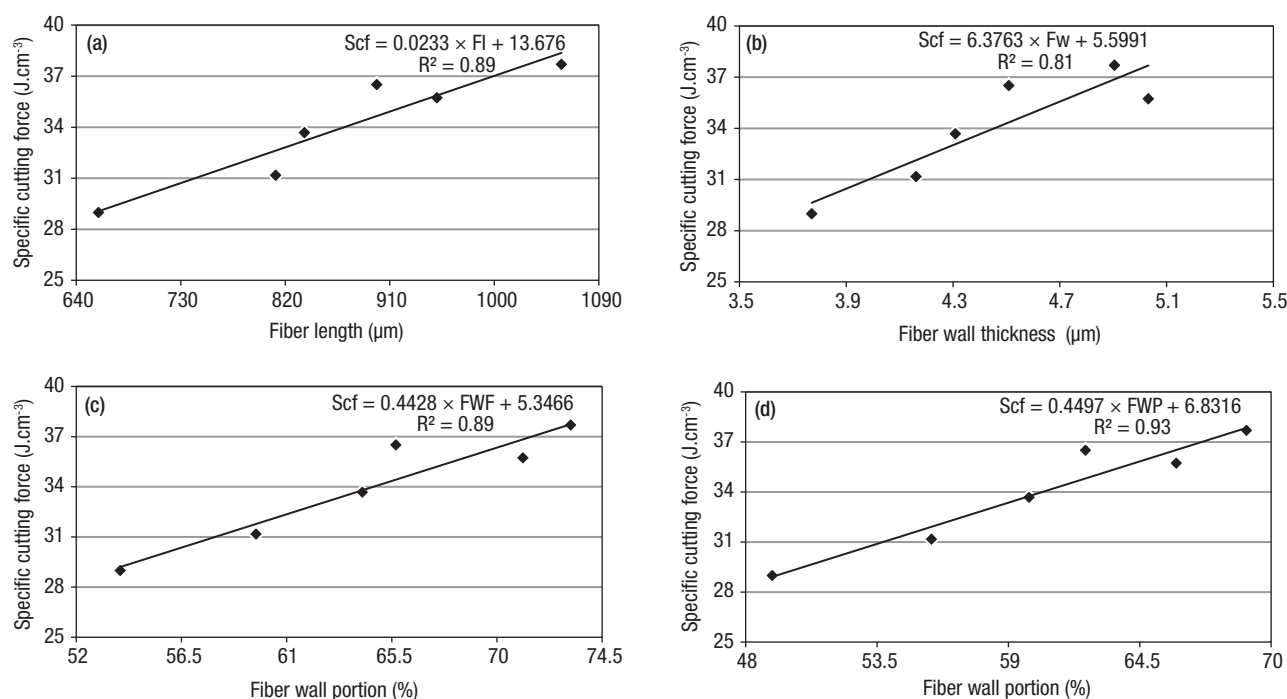 (a)
Scf = 0.0233 × Fl + 13.676
R² = 0.89
Specific cutting force (J.cm⁻³)
40
37
34
31
28
25
640 730 820 910 1000 1090
Fiber length (µm)
(b)
Scf = 6.3763 × Fw + 5.5991
R² = 0.81
Specific cutting force (J.cm⁻³)
40
37
34
31
28
25
3.5 3.9 4.3 4.7 5.1 5.5
Fiber wall thickness (µm)
(c)
Scf = 0.4428 × FWF + 5.3466
R² = 0.89
Specific cutting force (J.cm⁻³)
40
37
34
31
28
25
52 56.5 61 65.5 70 74.5
Fiber wall portion (%)
(d)
Scf = 0.4497 × FWP + 6.8316
R² = 0.93
Specific cutting force (J.cm⁻³)
40
37
34
31
28
25
48 53.5 59 64.5 70
Fiber wall portion (%)